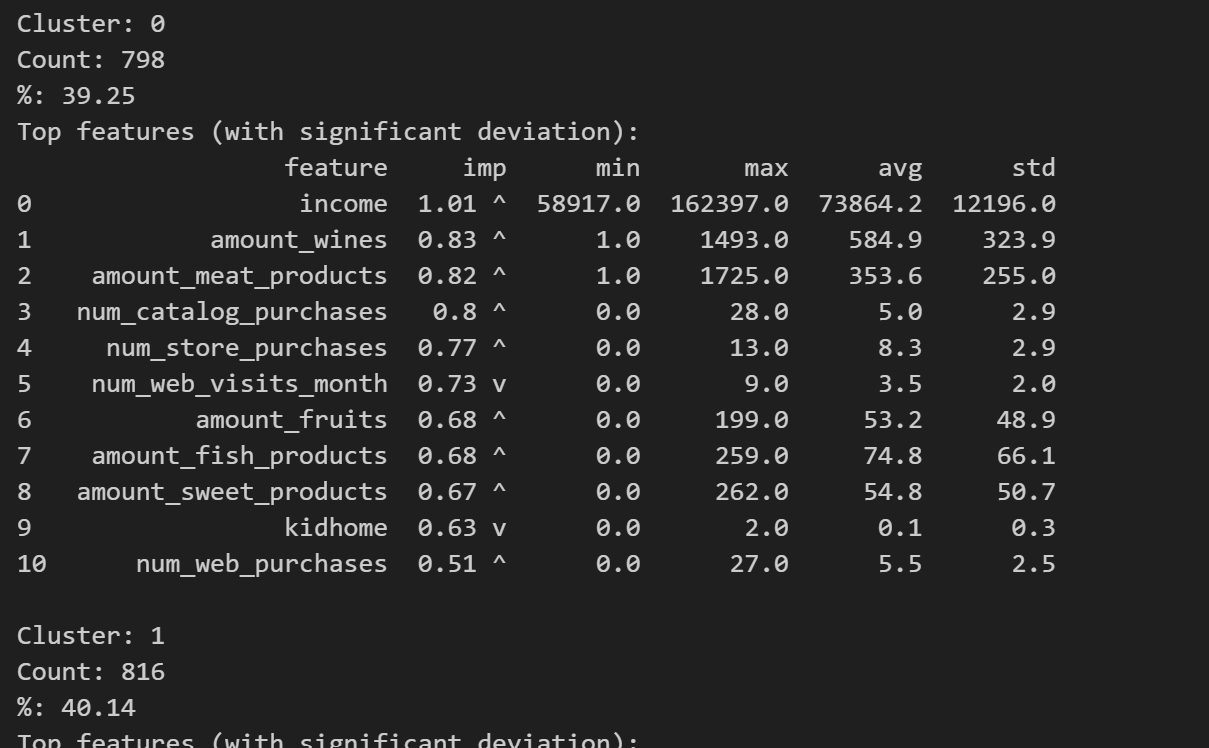 Cluster: 0
Count: 798
%: 39.25
Top features (with significant deviation):
feature imp min max avg std
0 income 1.01 ^ 58917.0 162397.0 73864.2 12196.0
1 amount_wines 0.83 ^ 1.0 1493.0 584.9 323.9
2 amount_meat_products 0.82 ^ 1.0 1725.0 353.6 255.0
3 num_catalog_purchases 0.8 ^ 0.0 28.0 5.0 2.9
4 num_store_purchases 0.77 ^ 0.0 13.0 8.3 2.9
5 num_web_visits_month 0.73 v 0.0 9.0 3.5 2.0
6 amount_fruits 0.68 ^ 0.0 199.0 53.2 48.9
7 amount_fish_products 0.68 ^ 0.0 259.0 74.8 66.1
8 amount_sweet_products 0.67 ^ 0.0 262.0 54.8 50.7
9 kidhome 0.63 v 0.0 2.0 0.1 0.3
10 num_web_purchases 0.51 ^ 0.0 27.0 5.5 2.5
Cluster: 1
Count: 816
%: 40.14
Top features (with significant deviation):